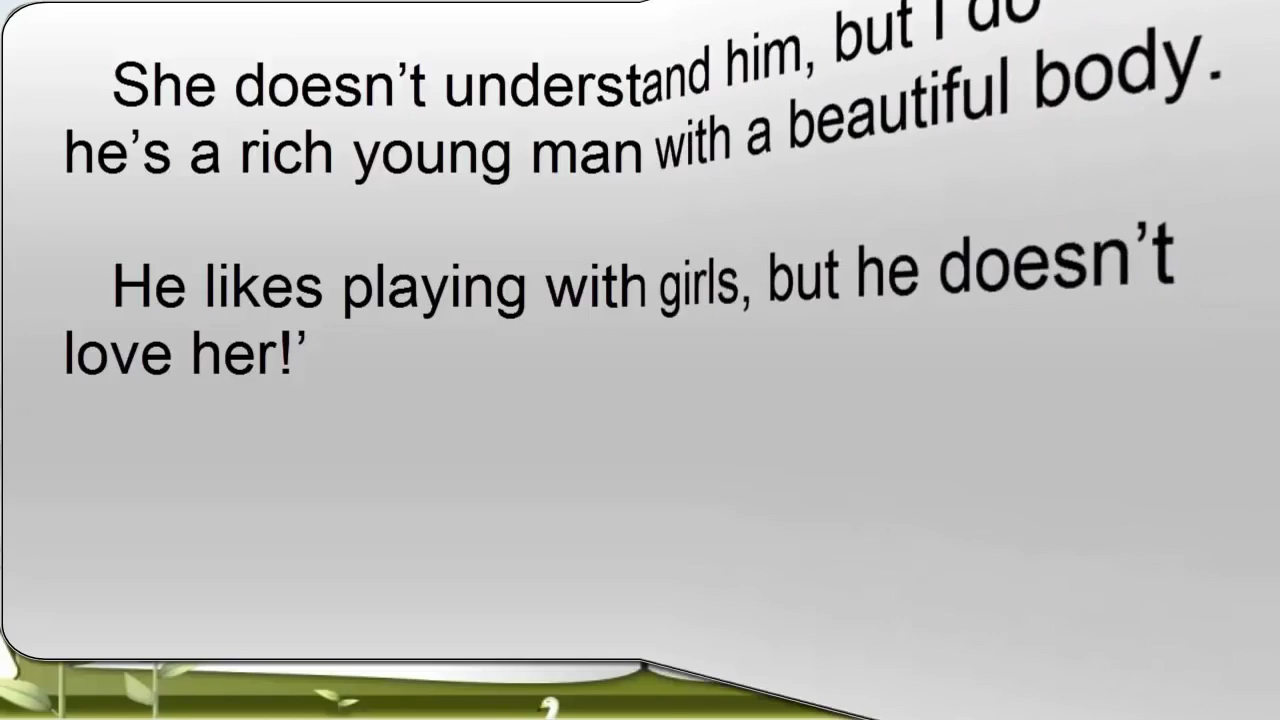 She doesn’t understand him, but I do
he’s a rich young man with a beautiful body.
He likes playing with girls, but he doesn’t
love her!’